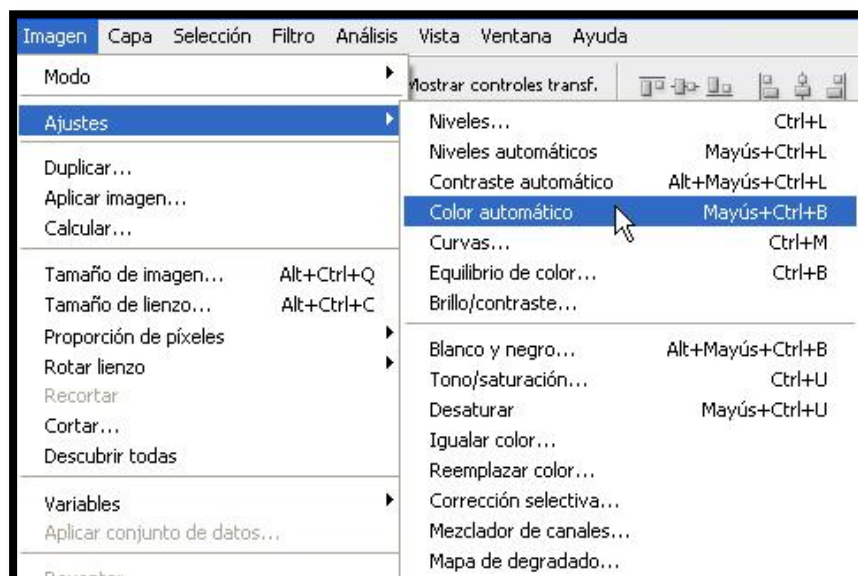 Imagen Capa Selección Filtro Análisis Vista Ventana Ayuda
Mostrar controles transf.
Modo
Ajustes
Duplicar...
Aplicar imagen...
Calcular...
Tamaño de imagen... Alt+Ctrl+Q
Tamaño de lienzo... Alt+Ctrl+C
Proporción de píxeles
Rotar lienzo
Recortar
Cortar...
Descubrir todas
Variables
Aplicar conjunto de datos...
Niveles... Ctrl+L
Niveles automáticos Mayús+Ctrl+L
Contraste automático Alt+Mayús+Ctrl+L
Color automático Mayús+Ctrl+B
Curvas... Ctrl+M
Equilibrio de color... Ctrl+B
Brillo/contraste...
Blanco y negro... Alt+Mayús+Ctrl+B
Tono/saturación... Ctrl+U
Desaturar Mayús+Ctrl+U
Igualar color...
Reemplazar color...
Corrección selectiva...
Mezclador de canales...
Mapa de degradado...